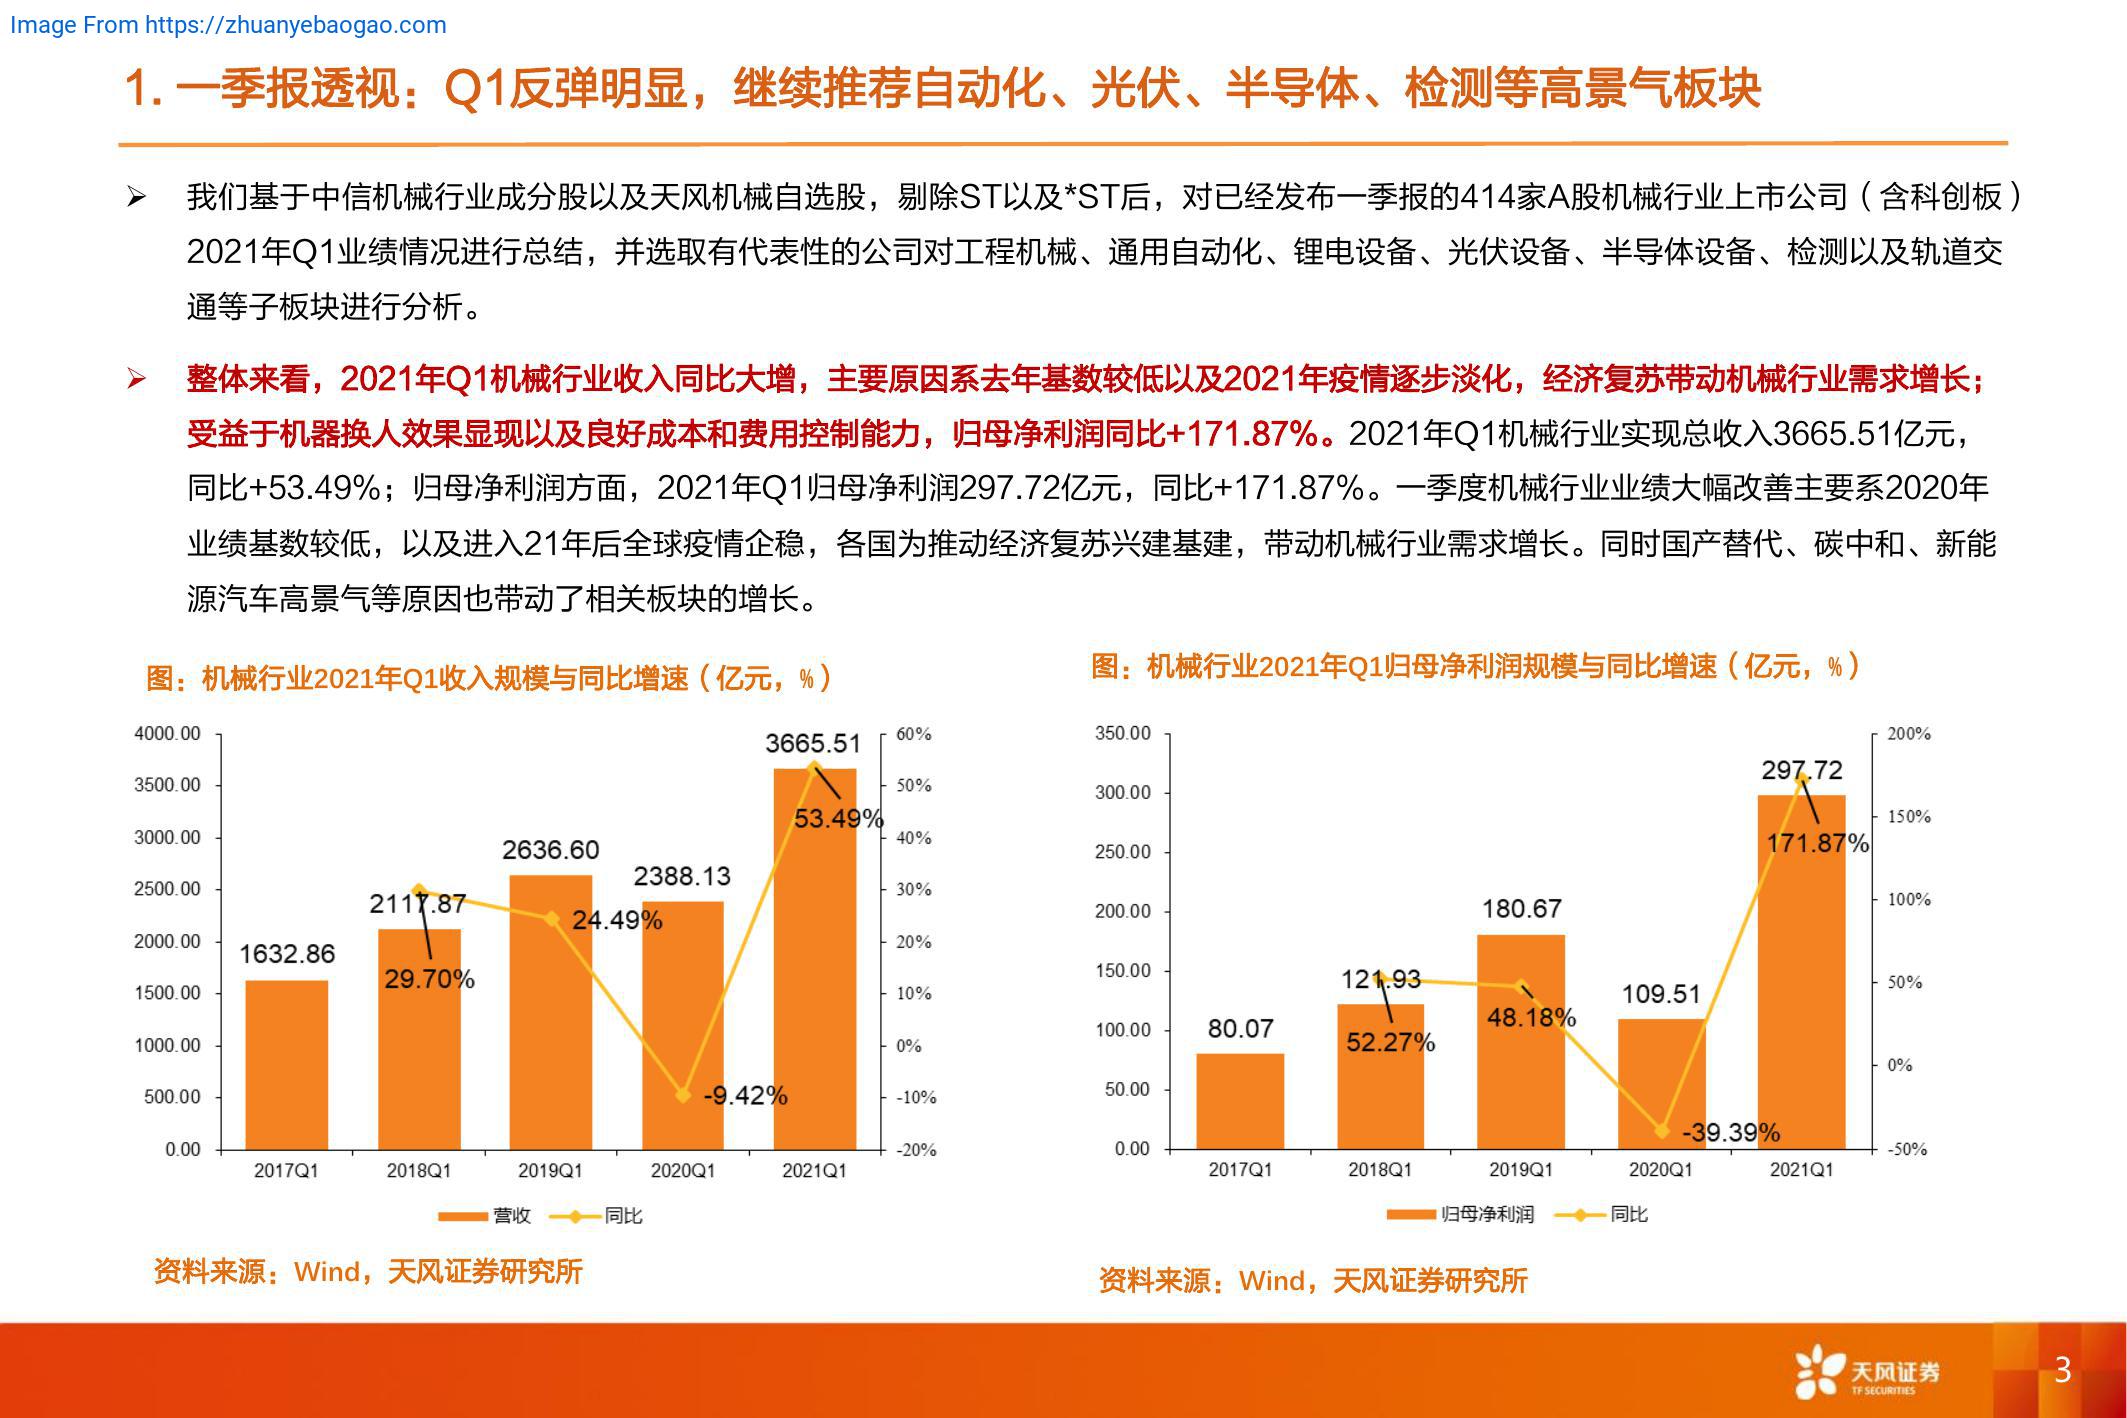 Image From https://zhuanyebaogao.com
1. 一季报透视：Q1反弹明显，继续推荐自动化、光伏、半导体、检测等高景气板块
➢ 我们基于中信机械行业成分股以及天风机械自选股，剔除ST以及*ST后，对已经发布一季报的414家A股机械行业上市公司（含科创板）
2021年Q1业绩情况进行总结，并选取有代表性的公司对工程机械、通用自动化、锂电设备、光伏设备、半导体设备、检测以及轨道交
通等子板块进行分析。
➢ 整体来看，2021年Q1机械行业收入同比大增，主要原因系去年基数较低以及2021年疫情逐步淡化，经济复苏带动机械行业需求增长；
受益于机器换人效果显现以及良好成本和费用控制能力，归母净利润同比+171.87%。2021年Q1机械行业实现总收入3665.51亿元，
同比+53.49%；归母净利润方面，2021年Q1归母净利润297.72亿元，同比+171.87%。一季度机械行业业绩大幅改善主要系2020年
业绩基数较低，以及进入21年后全球疫情企稳，各国为推动经济复苏兴建基建，带动机械行业需求增长。同时国产替代、碳中和、新能
源汽车高景气等原因也带动了相关板块的增长。
图：机械行业2021年Q1收入规模与同比增速（亿元，%）
4000.00
3500.00
3000.00
2500.00
2000.00
1500.00
1000.00
500.00
0.00
60%
50%
40%
30%
20%
10%
0%
-10%
-20%
1632.86
2117.87
2636.60
2388.13
3665.51
29.70%
24.49%
-9.42%
53.49%
2017Q1 2018Q1 2019Q1 2020Q1 2021Q1
营收 同比
资料来源：Wind，天风证券研究所
图：机械行业2021年Q1归母净利润规模与同比增速（亿元，%）
350.00
300.00
250.00
200.00
150.00
100.00
50.00
0.00
200%
150%
100%
50%
0%
-50%
80.07
121.93
180.67
109.51
297.72
52.27%
48.18%
-39.39%
171.87%
2017Q1 2018Q1 2019Q1 2020Q1 2021Q1
归母净利润 同比
资料来源：Wind，天风证券研究所
天风证券
TF SECURITIES
3